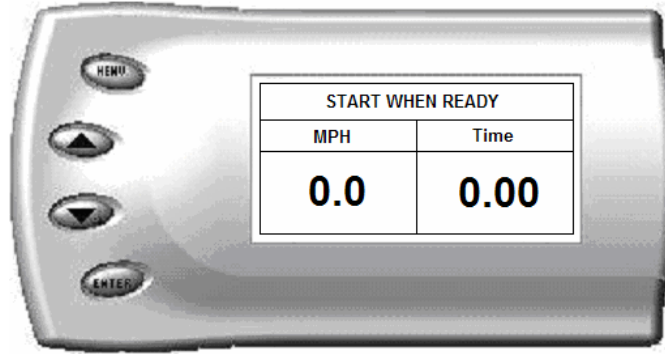 MENU
START WHEN READY
MPH Time
0.0 0.00
ENTER